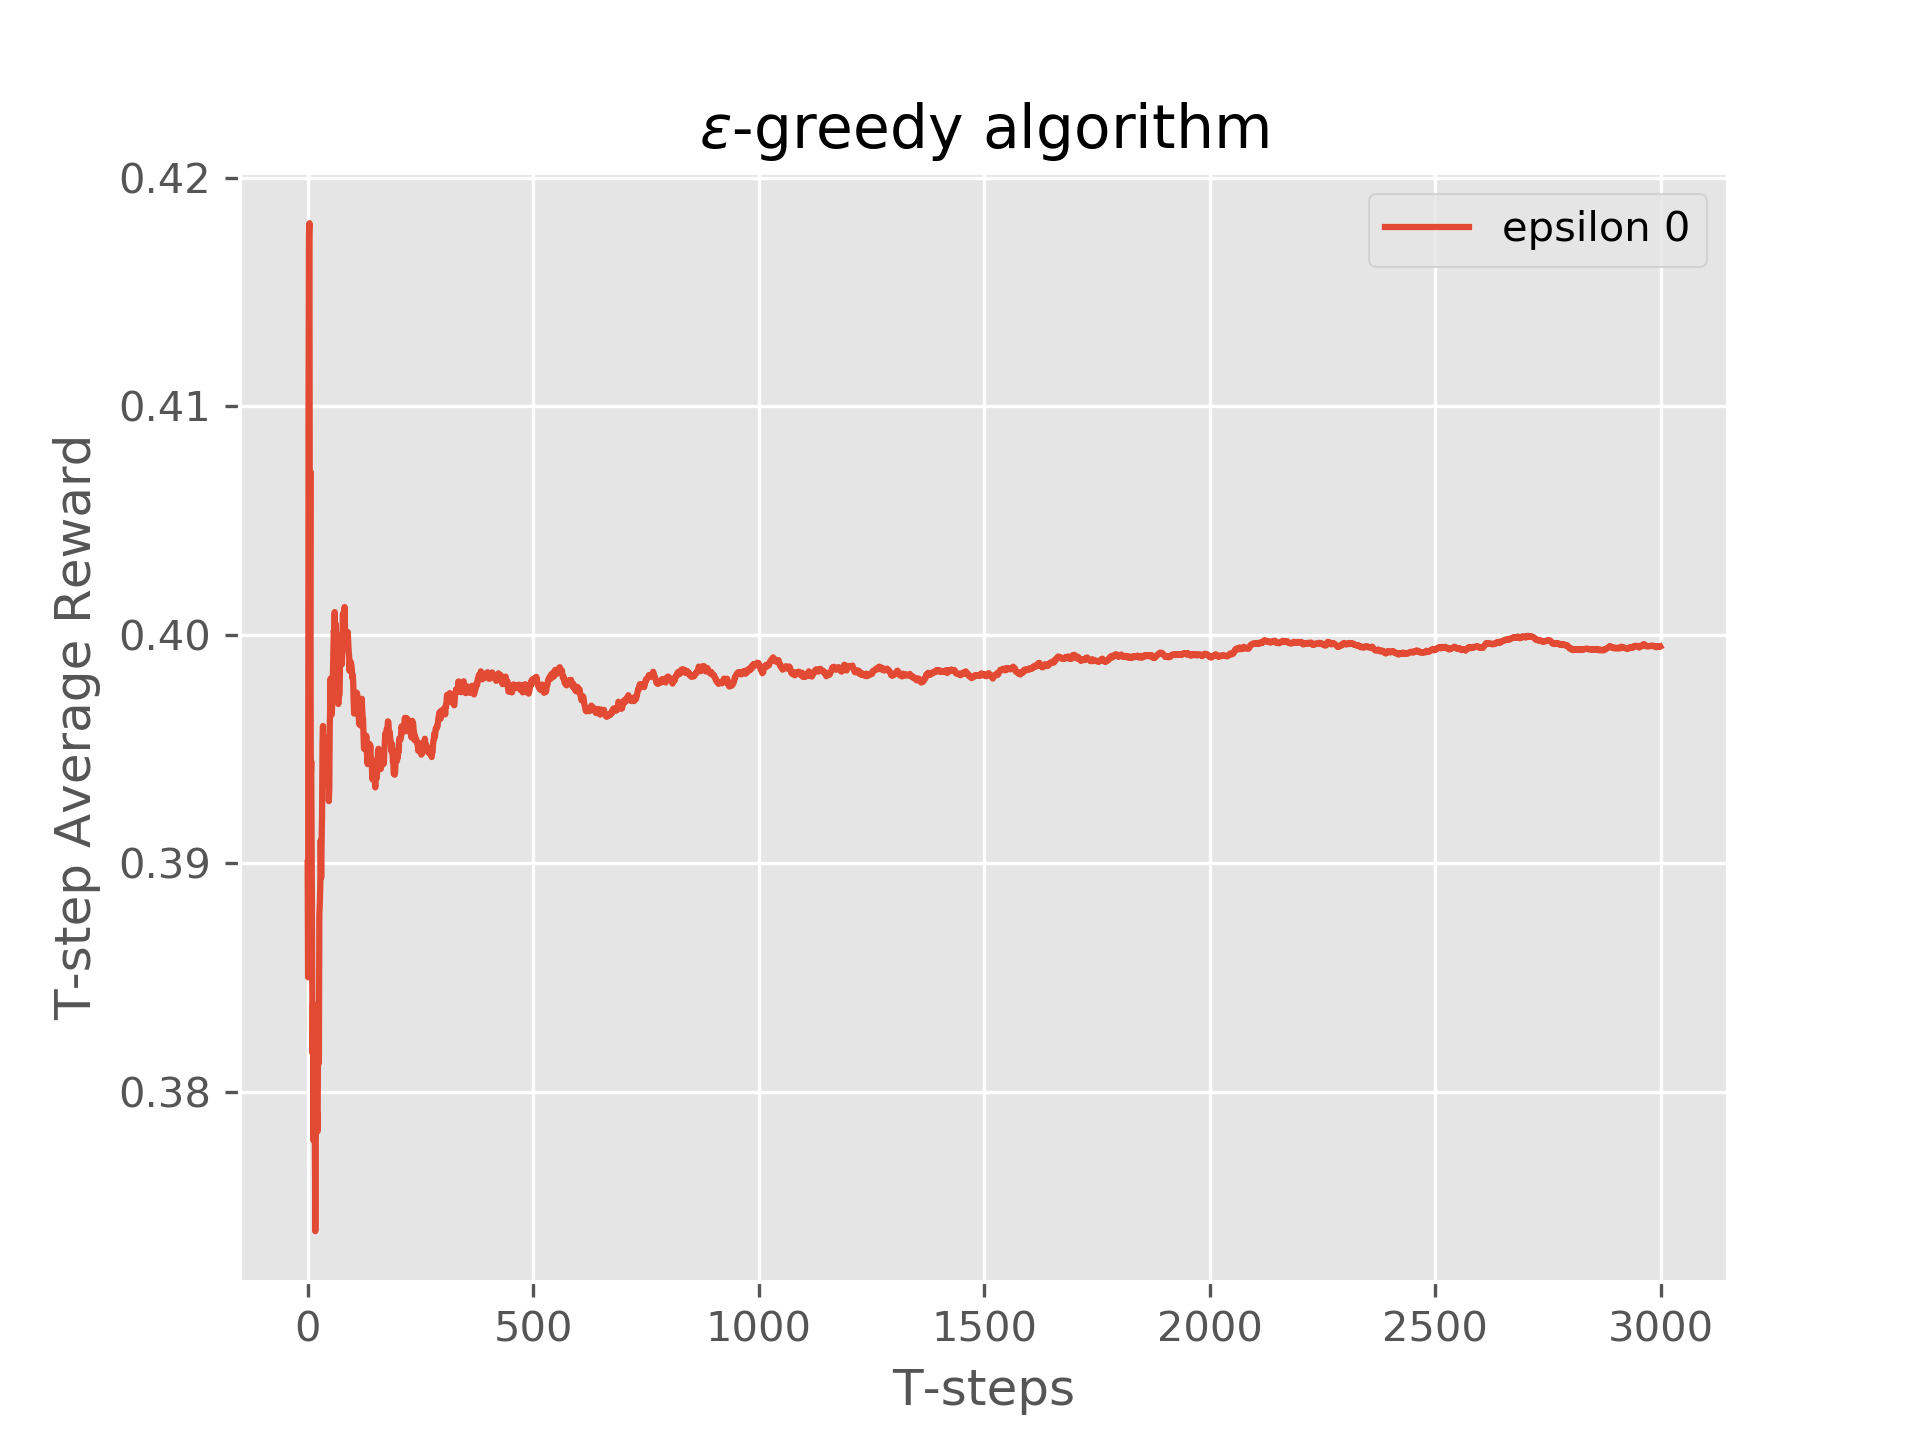 ε-greedy algorithm
epsilon 0
T-step Average Reward
0.42
0.41
0.40
0.39
0.38
0 500 1000 1500 2000 2500 3000
T-steps